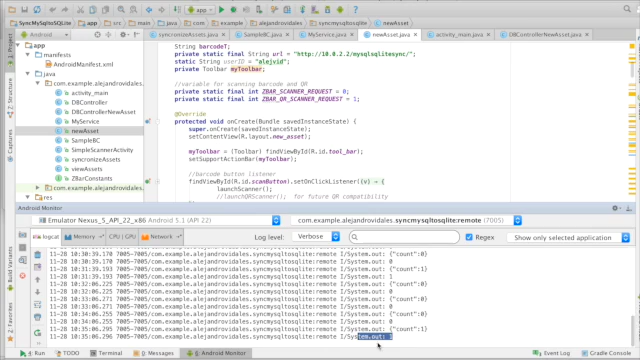 SyncMySqltoSQLite app src main java com example alejandrovidales syncmysqltosqlite newAsset
Android
syncronizeAssets.java SampleBC.java MyService.java newAsset.java activity_main.java DBControllerNewAsset.java
app
manifests
AndroidManifest.xml
java
com.example.alejandrovidales.
activity_main
DBController
DBControllerNewAsset
MyService
newAsset
SampleBC
SimpleScannerActivity
syncronizeAssets
viewAssets
ZBarConstants
com.example.alejandrovidales.
res
1: Project
Z: Structure
Captures
Build Variants
String barcodeT;
private static final String url = "http://10.0.2.2/mysqlsqlitesync/";
static String userID = "alejvid";
private Toolbar myToolbar;
//variable for scanning barcode and QR
private static final int ZBAR_SCANNER_REQUEST = 0;
private static final int ZBAR_QR_SCANNER_REQUEST = 1;
@Override
protected void onCreate(Bundle savedInstanceState) {
super.onCreate(savedInstanceState);
setContentView(R.layout.new_asset);
myToolbar = (Toolbar) findViewById(R.id.tool_bar);
setSupportActionBar(myToolbar);
//barcode button listener
findViewById(R.id.scanButton).setOnClickListener((v) → {
launchScanner();
//launchQRScanner(); for future QR compatibility
Android Monitor
Emulator Nexus_5_API_22_x86 Android 5.1 (API 22)
com.example.alejandrovidales.syncmysqltosqlite:remote (7005)
logcat Memory CPU GPU Network
Log level: Verbose
Regex
Show only selected application
11-28 10:30:39.170 7005-7005/com.example.alejandrovidales.syncmysqltosqlite:remote I/System.out: {"count":0}
11-28 10:30:39.170 7005-7005/com.example.alejandrovidales.syncmysqltosqlite:remote I/System.out: 0
11-28 10:31:39.193 7005-7005/com.example.alejandrovidales.syncmysqltosqlite:remote I/System.out: {"count":1}
11-28 10:31:39.193 7005-7005/com.example.alejandrovidales.syncmysqltosqlite:remote I/System.out: 1
11-28 10:32:06.225 7005-7005/com.example.alejandrovidales.syncmysqltosqlite:remote I/System.out: {"count":0}
11-28 10:32:06.225 7005-7005/com.example.alejandrovidales.syncmysqltosqlite:remote I/System.out: 0
11-28 10:33:06.255 7005-7005/com.example.alejandrovidales.syncmysqltosqlite:remote I/System.out: {"count":0}
11-28 10:33:06.255 7005-7005/com.example.alejandrovidales.syncmysqltosqlite:remote I/System.out: 0
11-28 10:34:06.285 7005-7005/com.example.alejandrovidales.syncmysqltosqlite:remote I/System.out: {"count":0}
11-28 10:34:06.285 7005-7005/com.example.alejandrovidales.syncmysqltosqlite:remote I/System.out: 0
11-28 10:35:06.295 7005-7005/com.example.alejandrovidales.syncmysqltosqlite:remote I/System.out: {"count":1}
11-28 10:35:06.296 7005-7005/com.example.alejandrovidales.syncmysqltosqlite:remote I/System.out: 1
4: Run TODO Terminal 0: Messages 6: Android Monitor Event Log Gradle Console